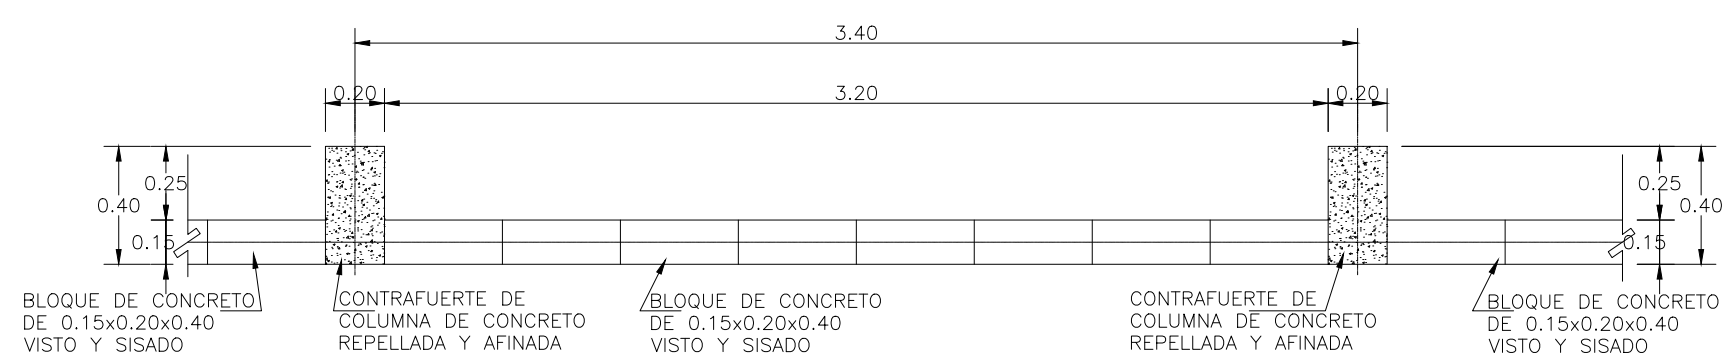 3.40
0.20
3.20
0.20
0.25
0.40
0.15
0.25
0.40
0.15
BLOQUE DE CONCRETO
DE 0.15x0.20x0.40
VISTO Y SISADO
CONTRAFUERTE DE
COLUMNA DE CONCRETO
REPELLADA Y AFINADA
BLOQUE DE CONCRETO
DE 0.15x0.20x0.40
VISTO Y SISADO
CONTRAFUERTE DE
COLUMNA DE CONCRETO
REPELLADA Y AFINADA
BLOQUE DE CONCRETO
DE 0.15x0.20x0.40
VISTO Y SISADO